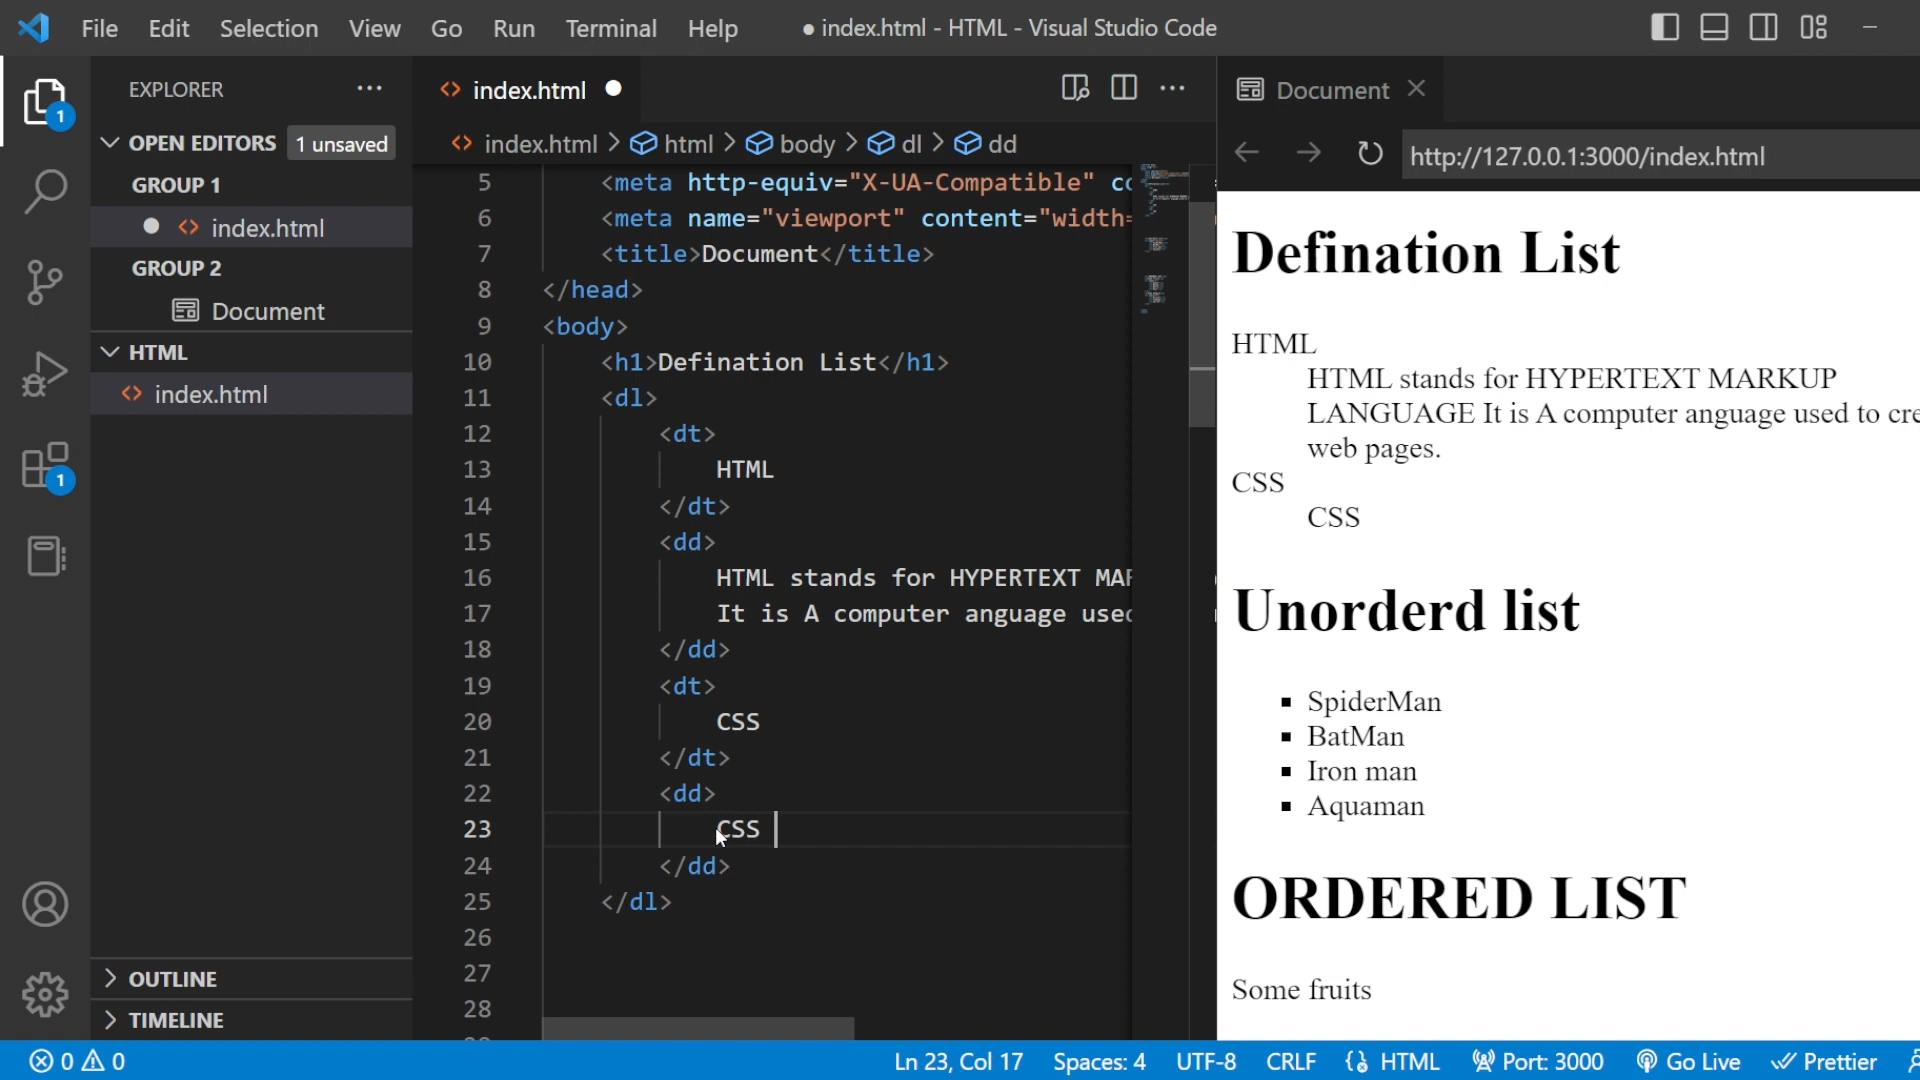 File Edit Selection View Go Run Terminal Help ● index.html - HTML - Visual Studio Code
EXPLORER ···
OPEN EDITORS 1 unsaved
GROUP 1
index.html
GROUP 2
Document
HTML
index.html
OUTLINE
TIMELINE
1
1
index.html
index.html > html > body > dl > dd
5 <meta http-equiv="X-UA-Compatible"
6 <meta name="viewport" content="width=
7 <title>Document</title>
8 </head>
9 <body>
10 <h1>Defination List</h1>
11 <dl>
12 <dt>
13 HTML
14 </dt>
15 <dd>
16 HTML stands for HYPERTEXT
17 It is A computer anguage used
18 </dd>
19 <dt>
20 CSS
21 </dt>
22 <dd>
23 CSS
24 </dd>
25 </dl>
26
27
28
Document
http://127.0.0.1:3000/index.html
Defination List
HTML
HTML stands for HYPERTEXT MARKUP
LANGUAGE It is A computer anguage used to
web pages.
CSS
CSS
Unorderd list
SpiderMan
BatMan
Iron man
Aquaman
ORDERED LIST
Some fruits
0 0 Ln 23, Col 17 Spaces: 4 UTF-8 CRLF HTML Port: 3000 Go Live Prettier